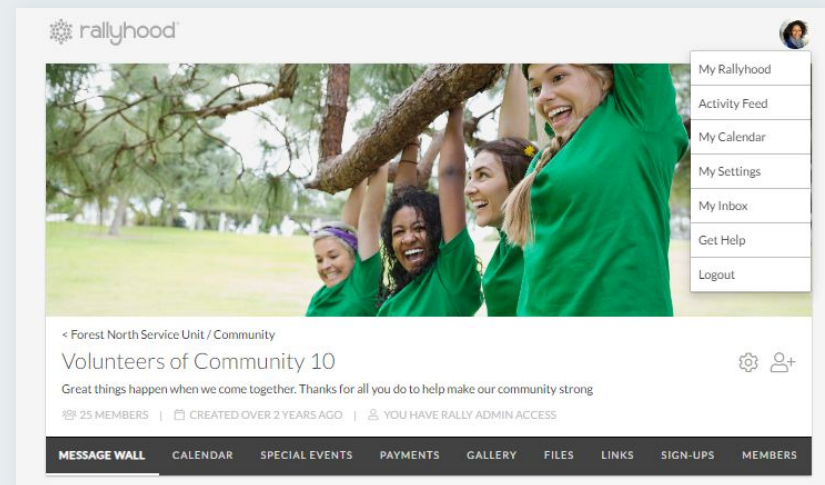 rallyhood
My Rallyhood
Activity Feed
My Calendar
My Settings
My Inbox
Get Help
Logout
< Forest North Service Unit / Community
Volunteers of Community 10
Great things happen when we come together. Thanks for all you do to help make our community strong
25 MEMBERS | CREATED OVER 2 YEARS AGO | YOU HAVE RALLY ADMIN ACCESS
MESSAGE WALL CALENDAR SPECIAL EVENTS PAYMENTS GALLERY FILES LINKS SIGN-UPS MEMBERS